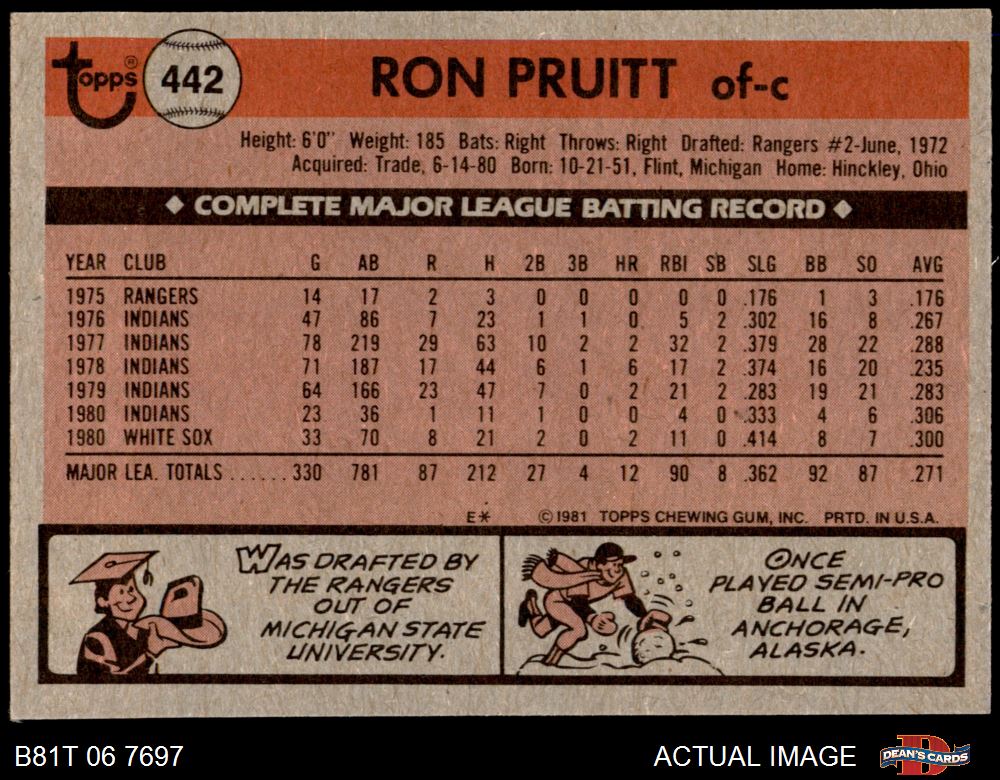 Topps® 442 RON PRUITT of-c
Height: 6'0" Weight: 185 Bats: Right Throws: Right Drafted: Rangers #2-June, 1972
Acquired: Trade, 6-14-80 Born: 10-21-51, Flint, Michigan Home: Hinckley, Ohio
◆ COMPLETE MAJOR LEAGUE BATTING RECORD ◆
YEAR CLUB G AB R H 2B 3B HR RBI SB SLG BB SO AVG
1975 RANGERS 14 17 2 3 0 0 0 0 0 .176 1 3 .176
1976 INDIANS 47 86 7 23 1 1 0 5 2 .302 16 8 .267
1977 INDIANS 78 219 29 63 10 2 2 32 2 .379 28 22 .288
1978 INDIANS 71 187 17 44 6 1 6 17 2 .374 16 20 .235
1979 INDIANS 64 166 23 47 7 0 2 21 2 .283 19 21 .283
1980 INDIANS 23 36 1 11 1 0 0 4 0 .333 4 6 .306
1980 WHITE SOX 33 70 8 21 2 0 2 11 0 .414 8 7 .300
MAJOR LEA. TOTALS ...... 330 781 87 212 27 4 12 90 8 .362 92 87 .271
E* ©1981 TOPPS CHEWING GUM, INC. PRTD. IN U.S.A.
WAS DRAFTED BY
THE RANGERS
OUT OF
MICHIGAN STATE
UNIVERSITY.
ONCE
PLAYED SEMI-PRO
BALL IN
ANCHORAGE,
ALASKA.
B81T 06 7697 ACTUAL IMAGE DEAN'S CARDS